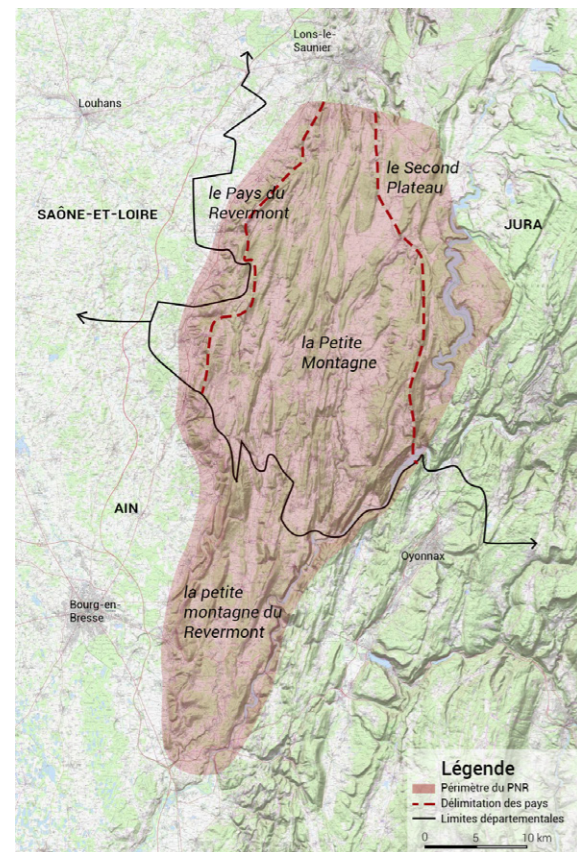 Lons-le-
Saunier
Louhans
le Second
Plateau
le Pays du
Revermont
SAÔNE-ET-LOIRE
JURA
la Petite
Montagne
AIN
Oyonnax
Bourg-en-
Bresse
la petite
montagne du
Revermont
Légende
Périmètre du PNR
Délimitation des pays
Limites départementales
0 5 10 km